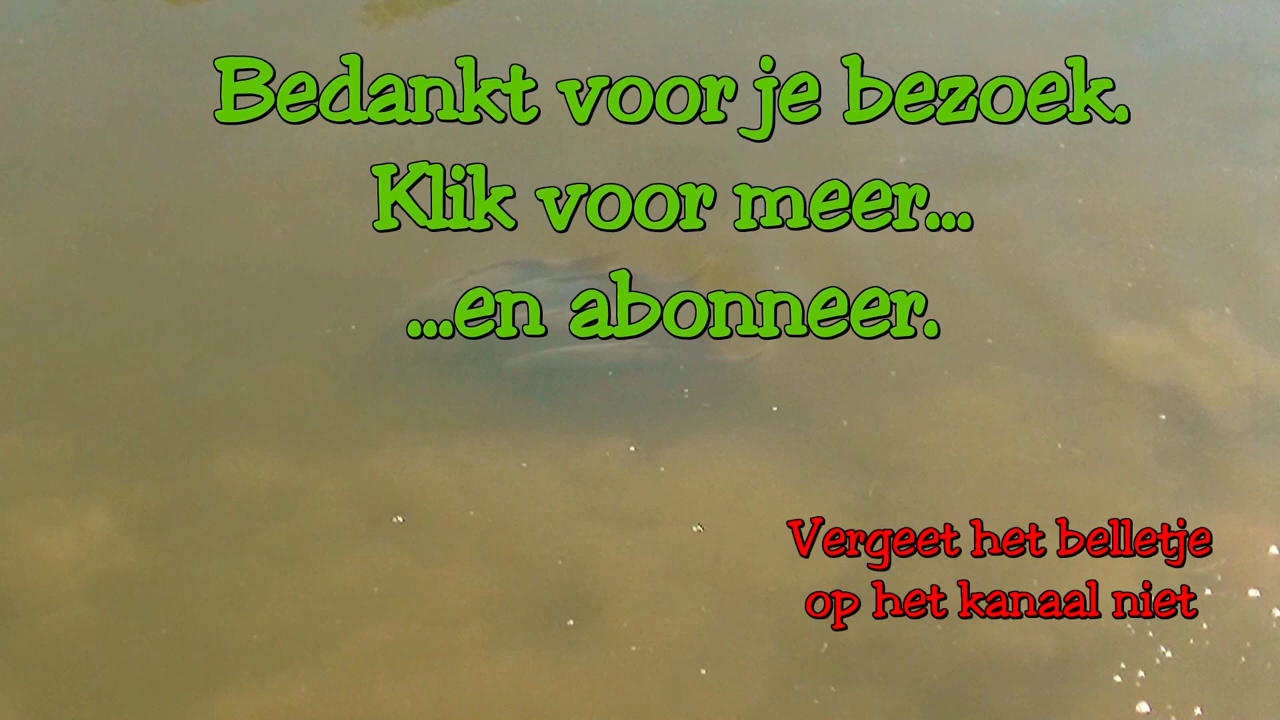 Bedankt voor je bezoek.
Klik voor meer...
...en abonneer.
Vergeet het belletje
op het kanaal niet